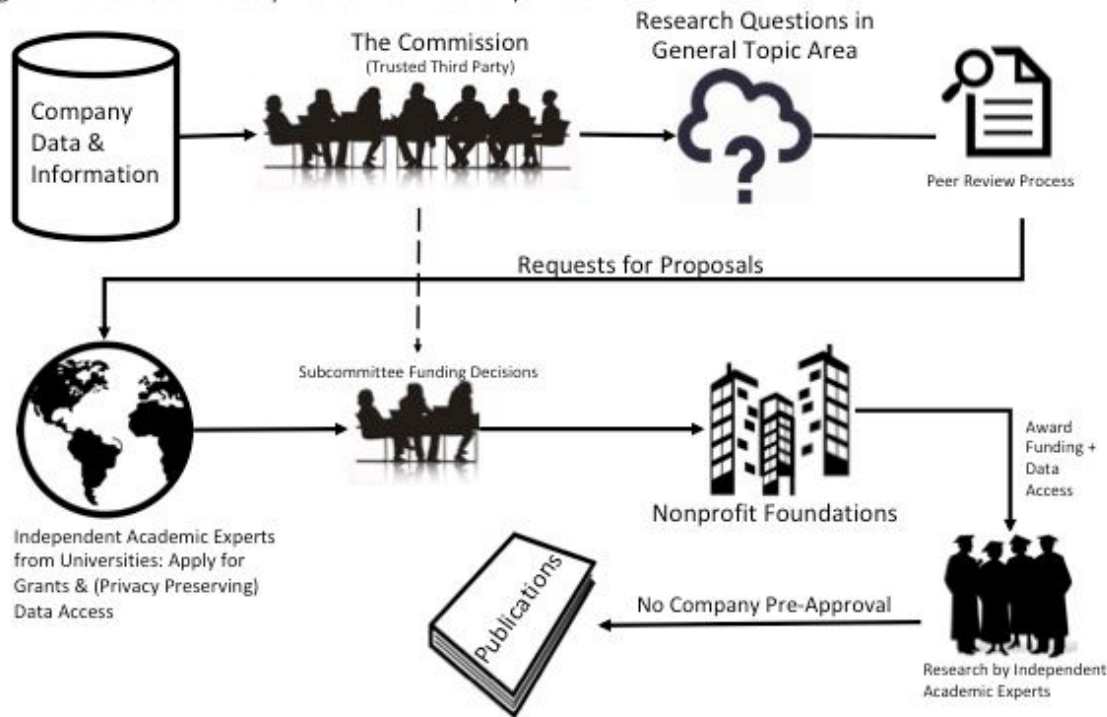 Company
Data &
Information
The Commission
(Trusted Third Party)
Research Questions in
General Topic Area
Peer Review Process
Requests for Proposals
Subcommittee Funding Decisions
Independent Academic Experts
from Universities: Apply for
Grants & (Privacy Preserving)
Data Access
Nonprofit Foundations
Award
Funding +
Data
Access
Publications
No Company Pre-Approval
Research by Independent
Academic Experts